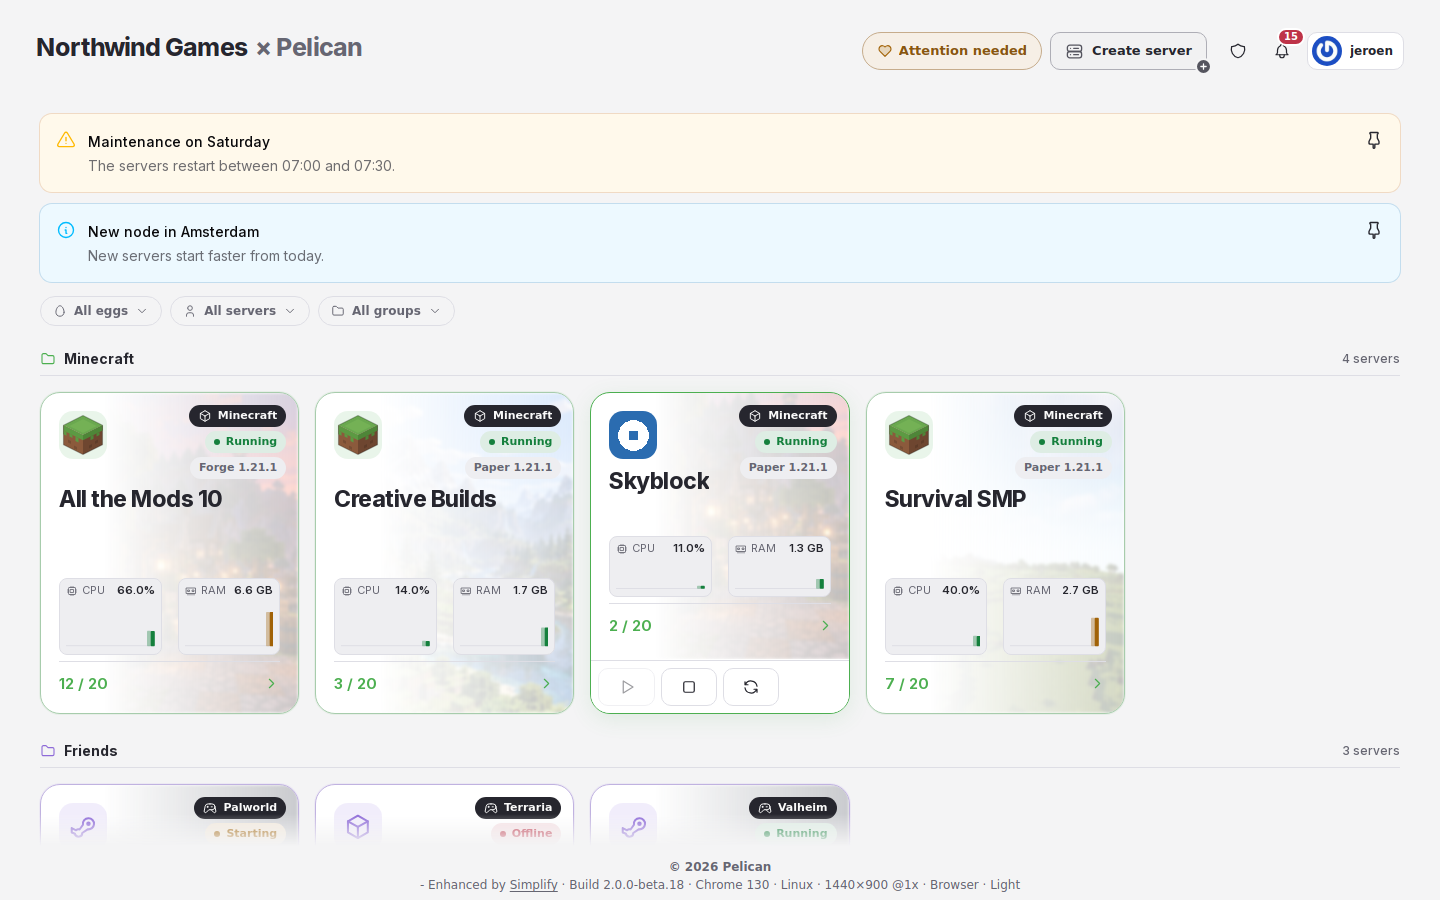 Northwind Games × Pelican
Attention needed
Create server
15
jeroen
Maintenance on Saturday
The servers restart between 07:00 and 07:30.
New node in Amsterdam
New servers start faster from today.
All eggs
All servers
All groups
Minecraft
4 servers
Minecraft
Running
Forge 1.21.1
All the Mods 10
CPU 66.0%
RAM 6.6 GB
12 / 20
Minecraft
Running
Paper 1.21.1
Creative Builds
CPU 14.0%
RAM 1.7 GB
3 / 20
Minecraft
Running
Paper 1.21.1
Skyblock
CPU 11.0%
RAM 1.3 GB
2 / 20
Minecraft
Running
Paper 1.21.1
Survival SMP
CPU 40.0%
RAM 2.7 GB
7 / 20
Friends
3 servers
Palworld
Starting
Terraria
Offline
Valheim
Running
© 2026 Pelican
- Enhanced by Simplify · Build 2.0.0-beta.18 · Chrome 130 · Linux · 1440×900 @1x · Browser · Light